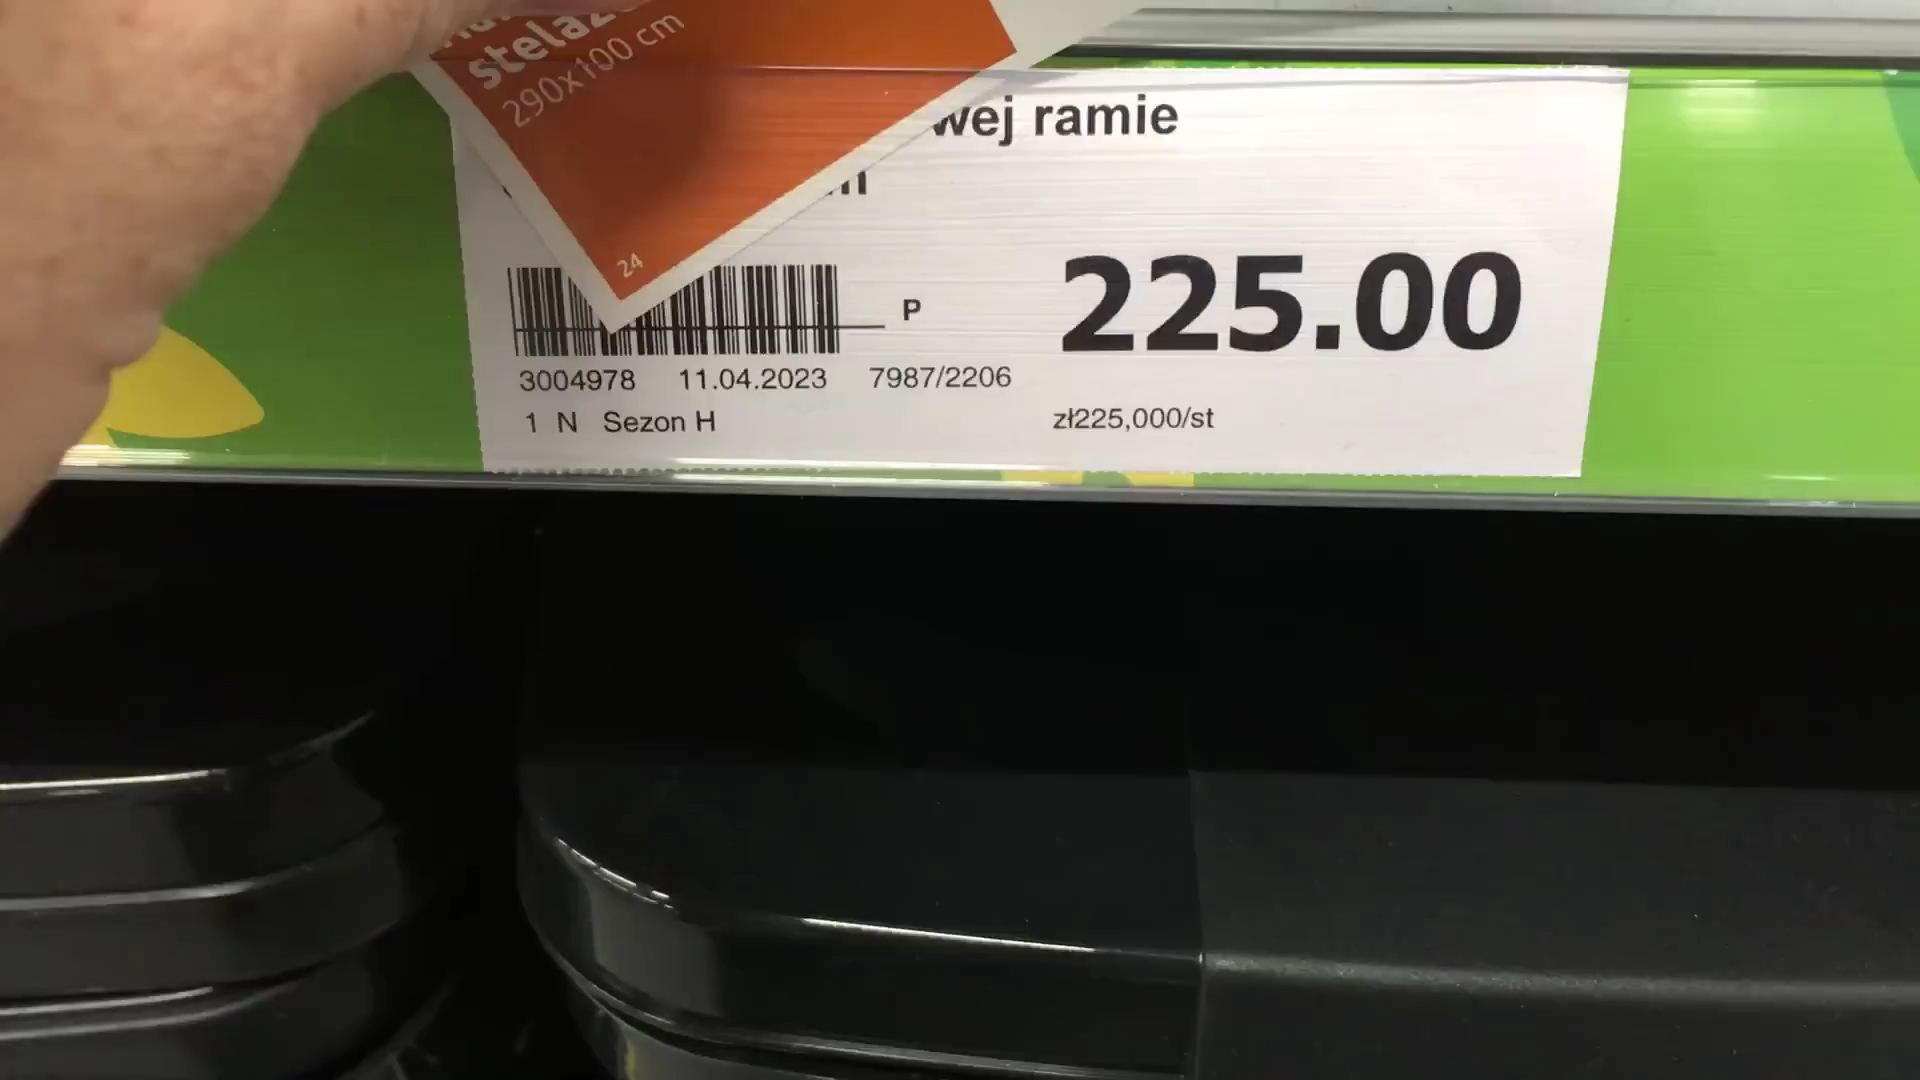 stelaż
290x100 cm
24
wej ramie
P
225.00
3004978 11.04.2023 7987/2206
1 N Sezon H
zł225,000/st